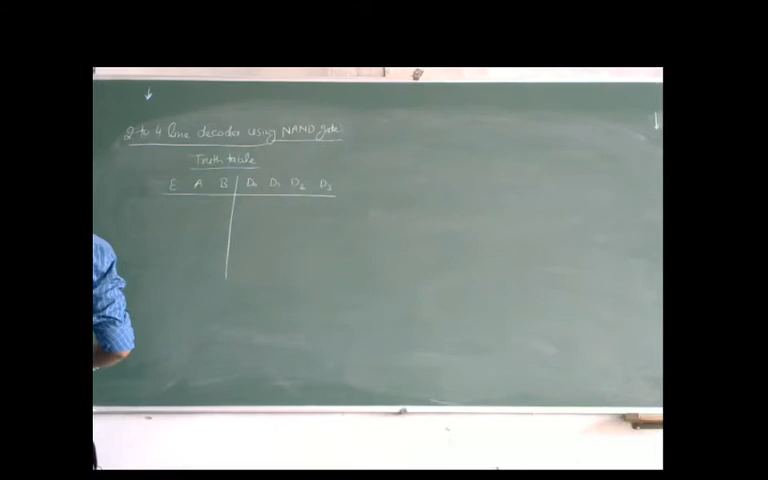 2 to 4 line decoder using NAND gate:
Truth table
E A B D₀ D₁ D₂ D₃